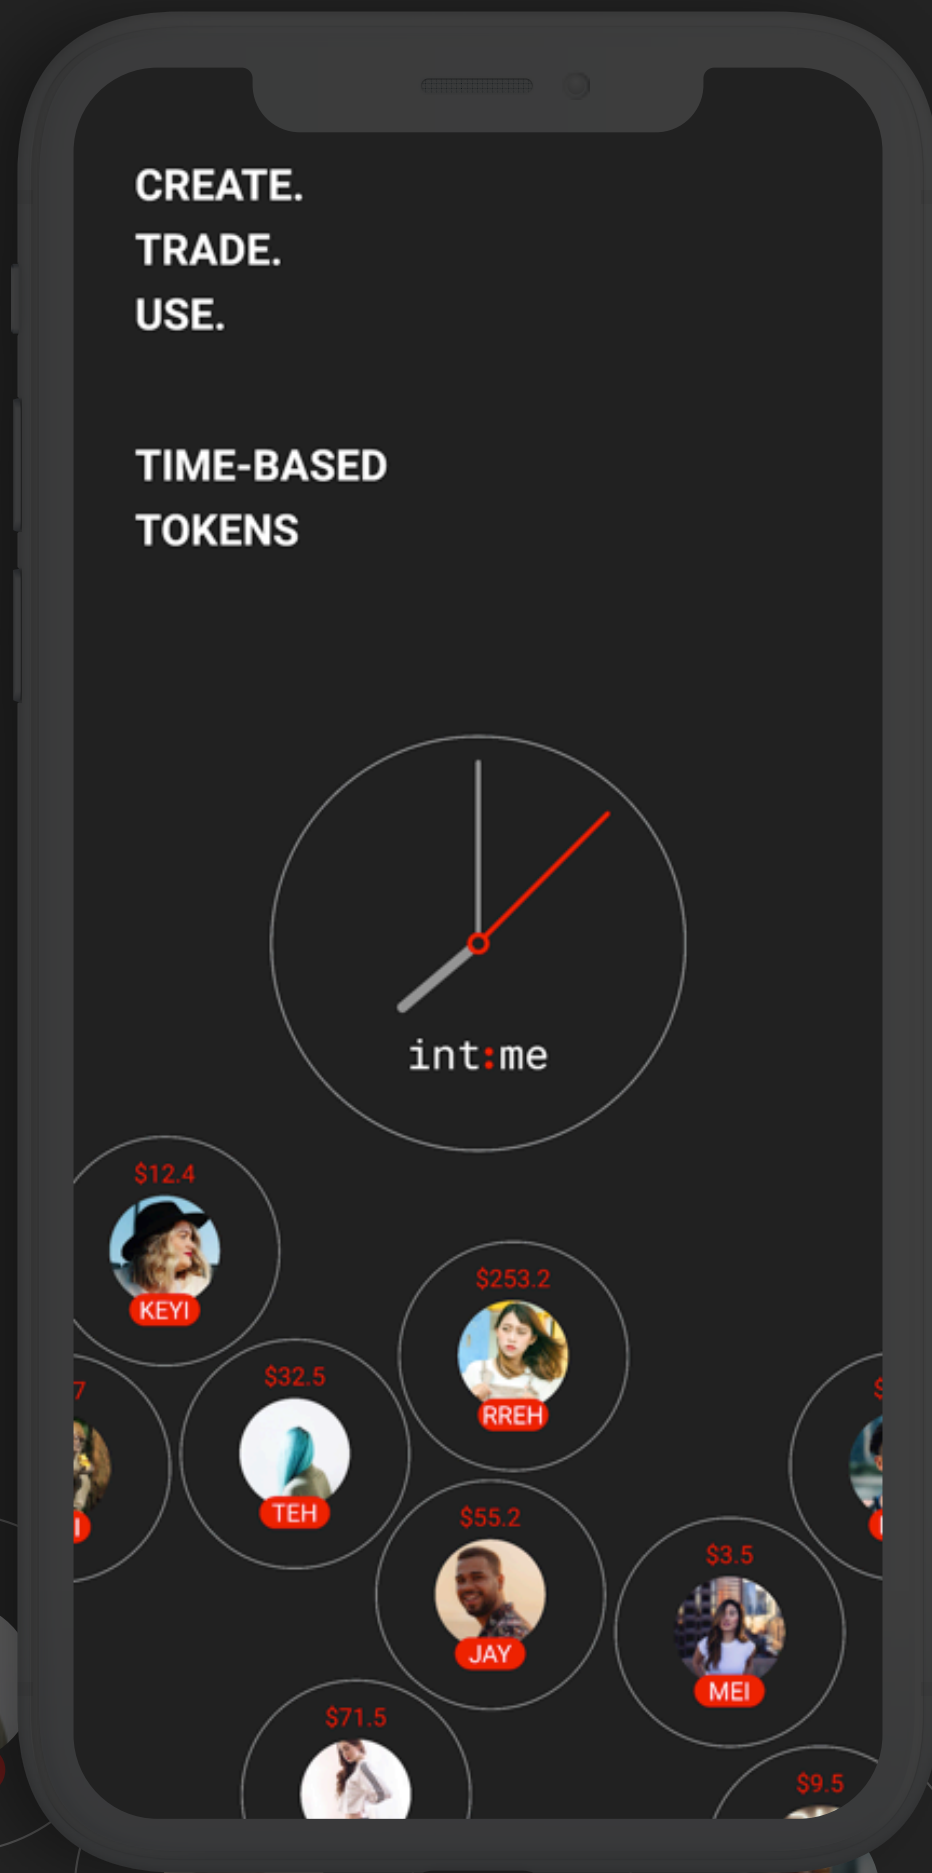 CREATE.
TRADE.
USE.
TIME-BASED
TOKENS
int:me
$12.4
KEYI
$253.2
RREH
$32.5
TEH
$55.2
JAY
$3.5
MEI
$71.5
$9.5